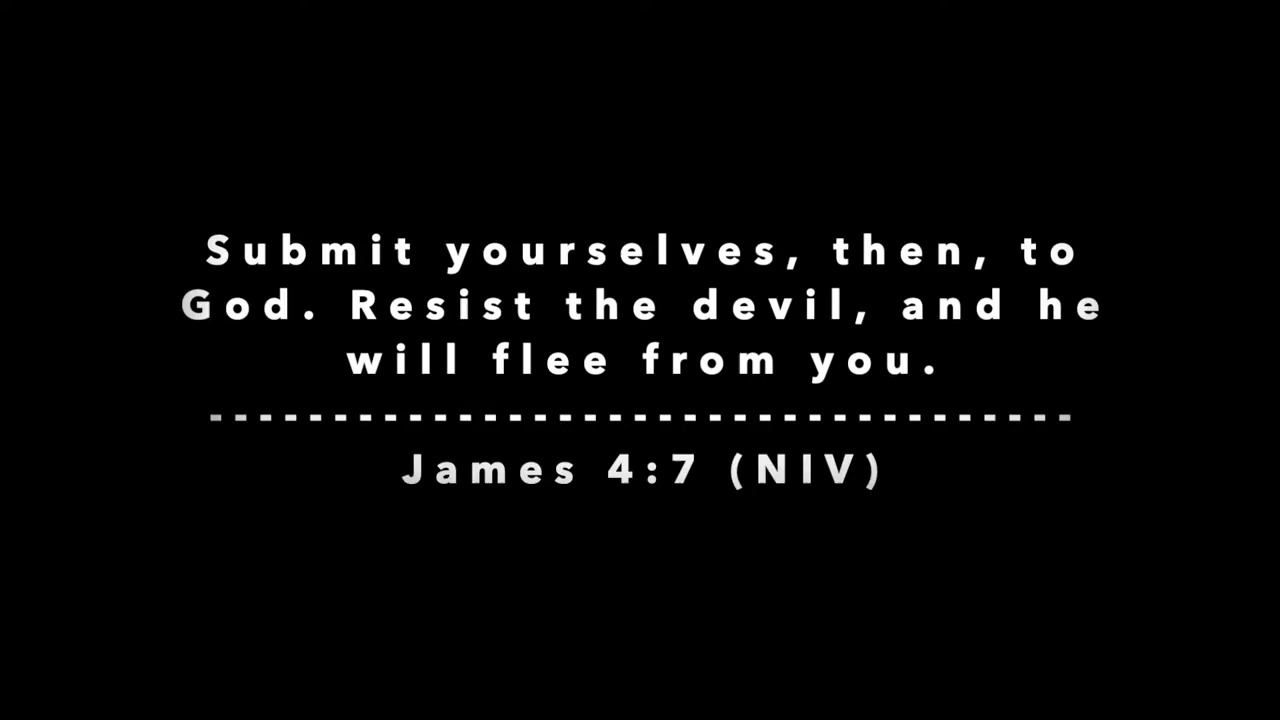 Submit yourselves, then, to
God. Resist the devil, and he
will flee from you.
-----------------------------------
James 4:7 (NIV)